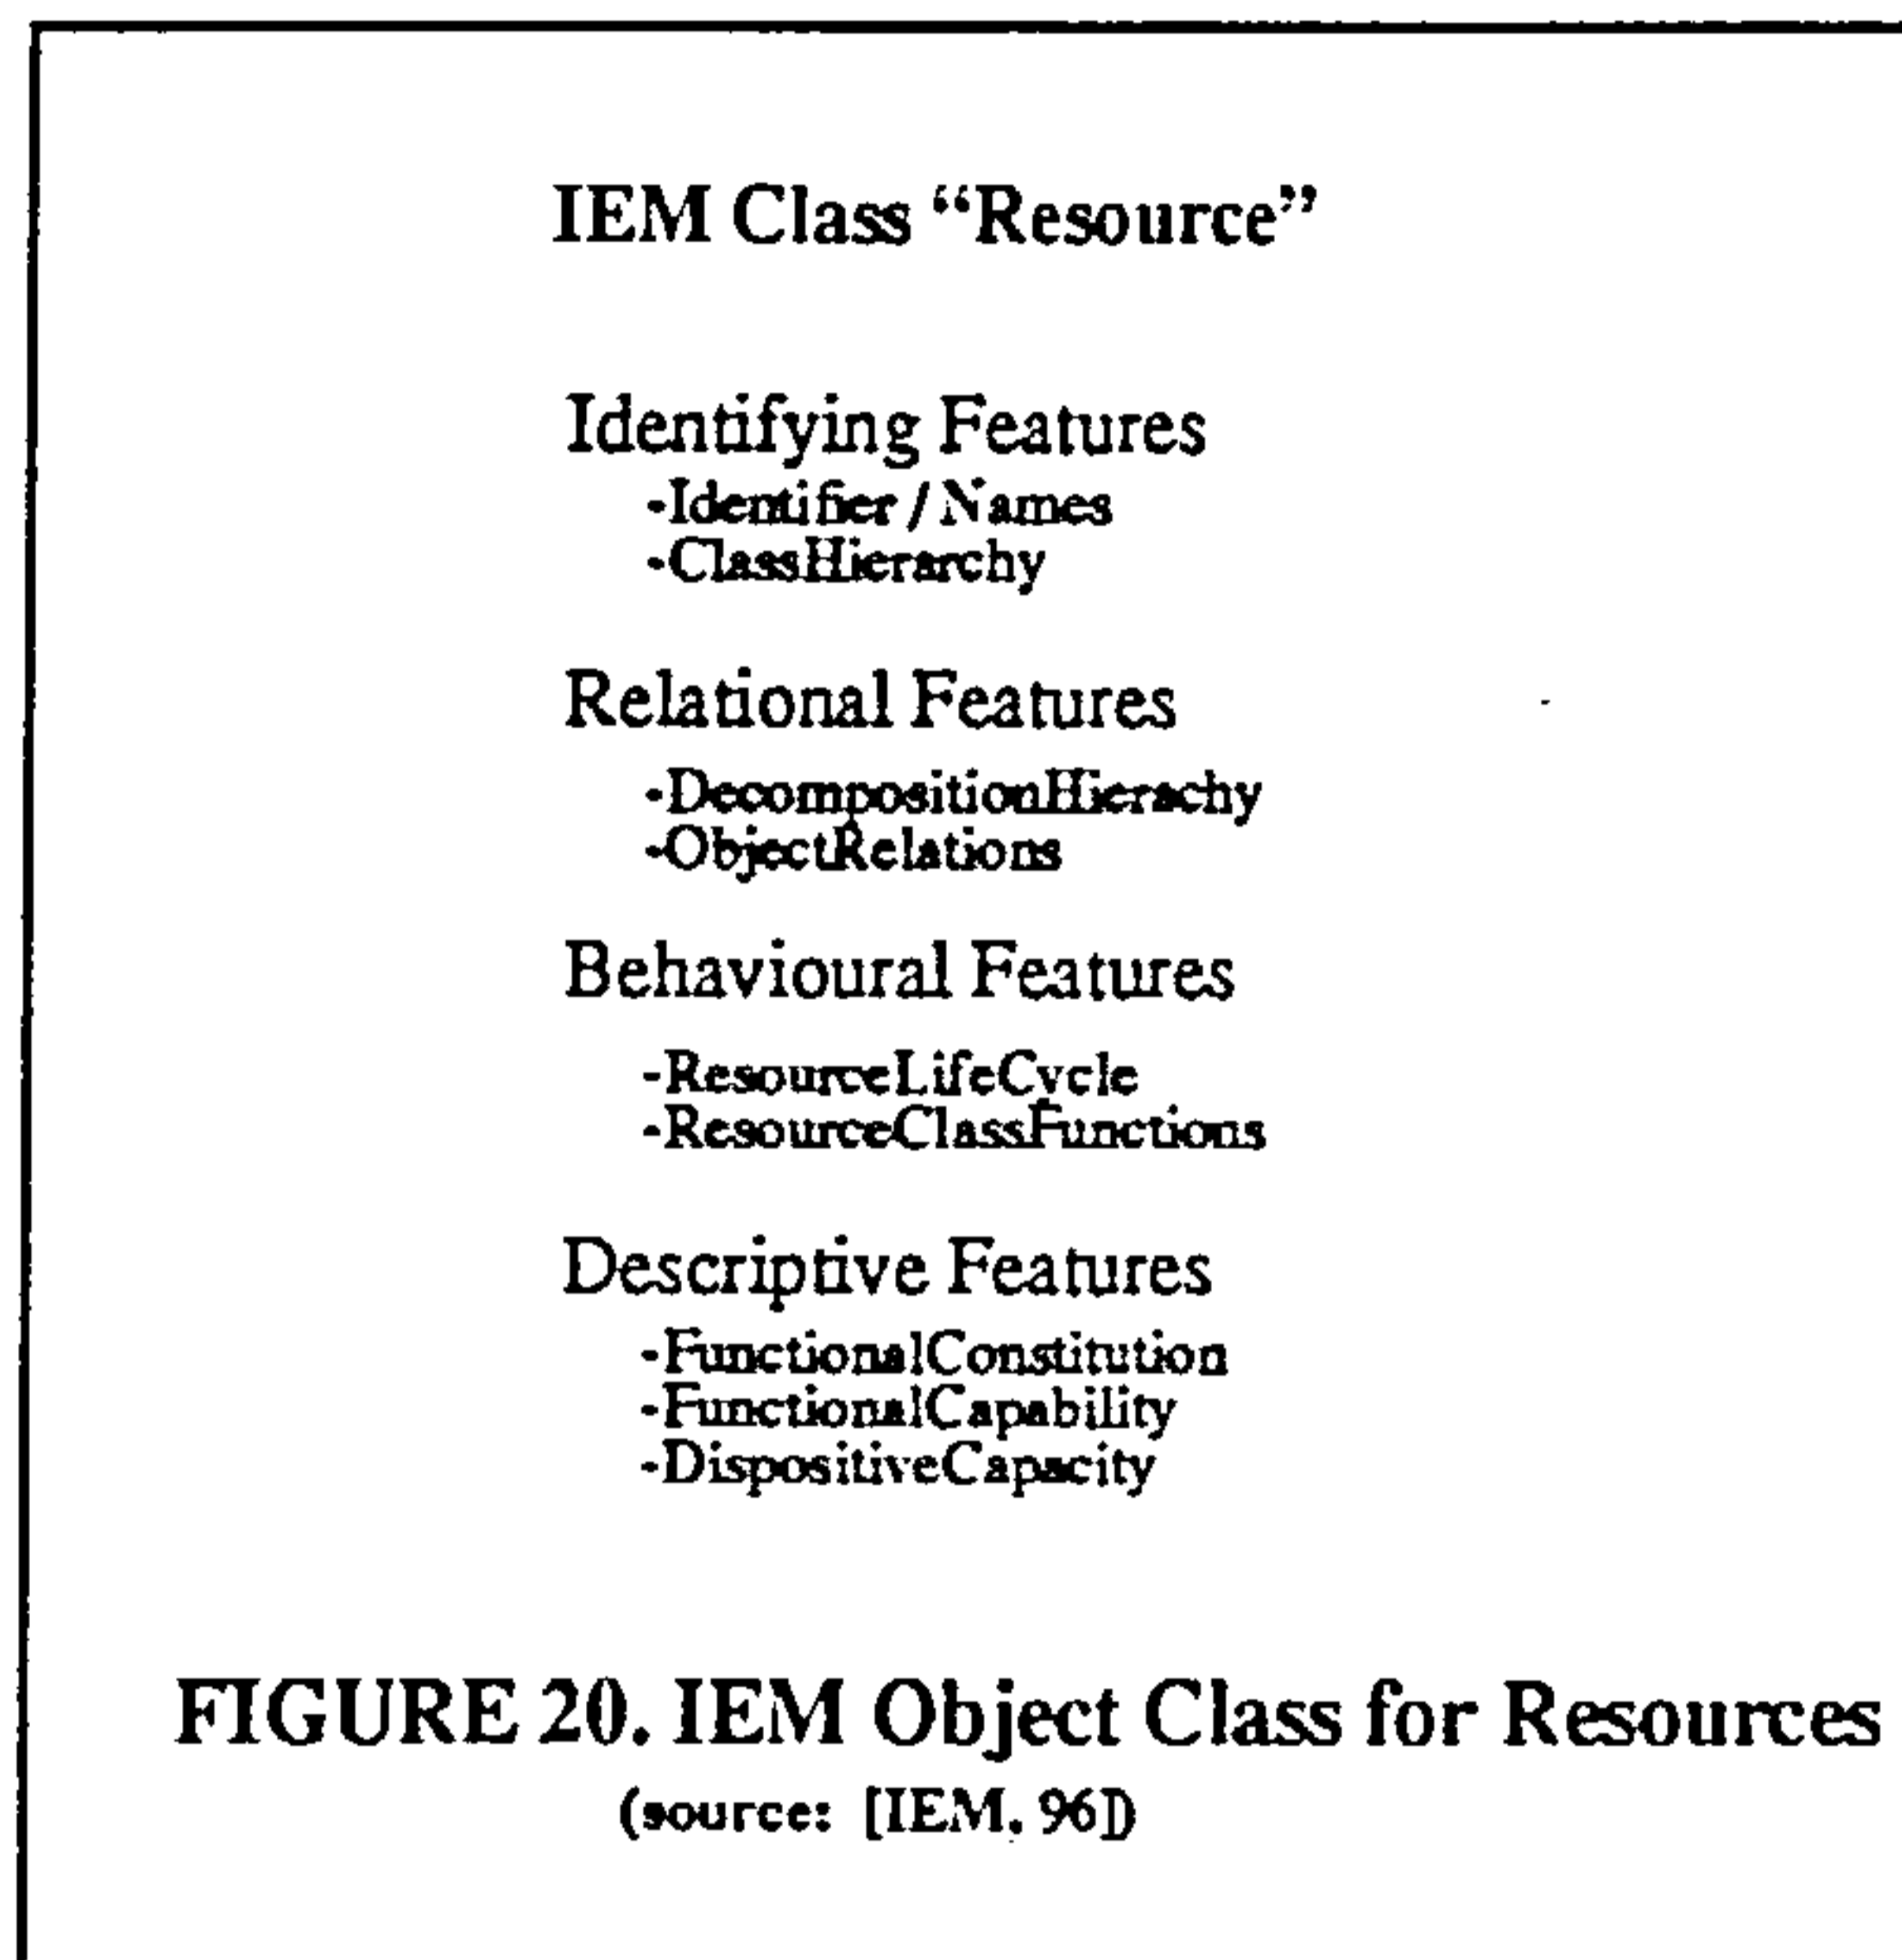 IEM Class “Resource”
Identifying Features
-Identifier / Names
-ClassHierarchy
Relational Features
-DecompositionHierachy
-ObjectRelations
Behavioural Features
-ResourceLifeCycle
-ResourceClassFunctions
Descriptive Features
-FunctionalConstitution
-FunctionalCapability
-DispositiveCapacity
FIGURE 20. IEM Object Class for Resources
(source: [IEM, 96])